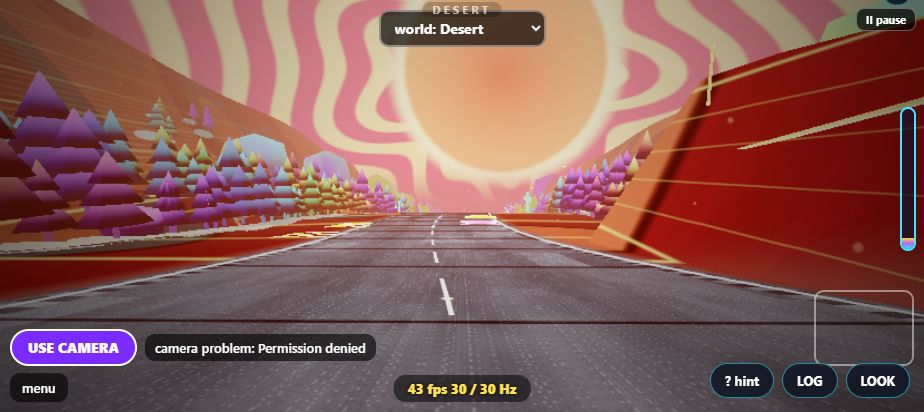 DESERT
world: Desert
II pause
USE CAMERA
camera problem: Permission denied
menu
43 fps 30 / 30 Hz
? hint
LOG
LOOK